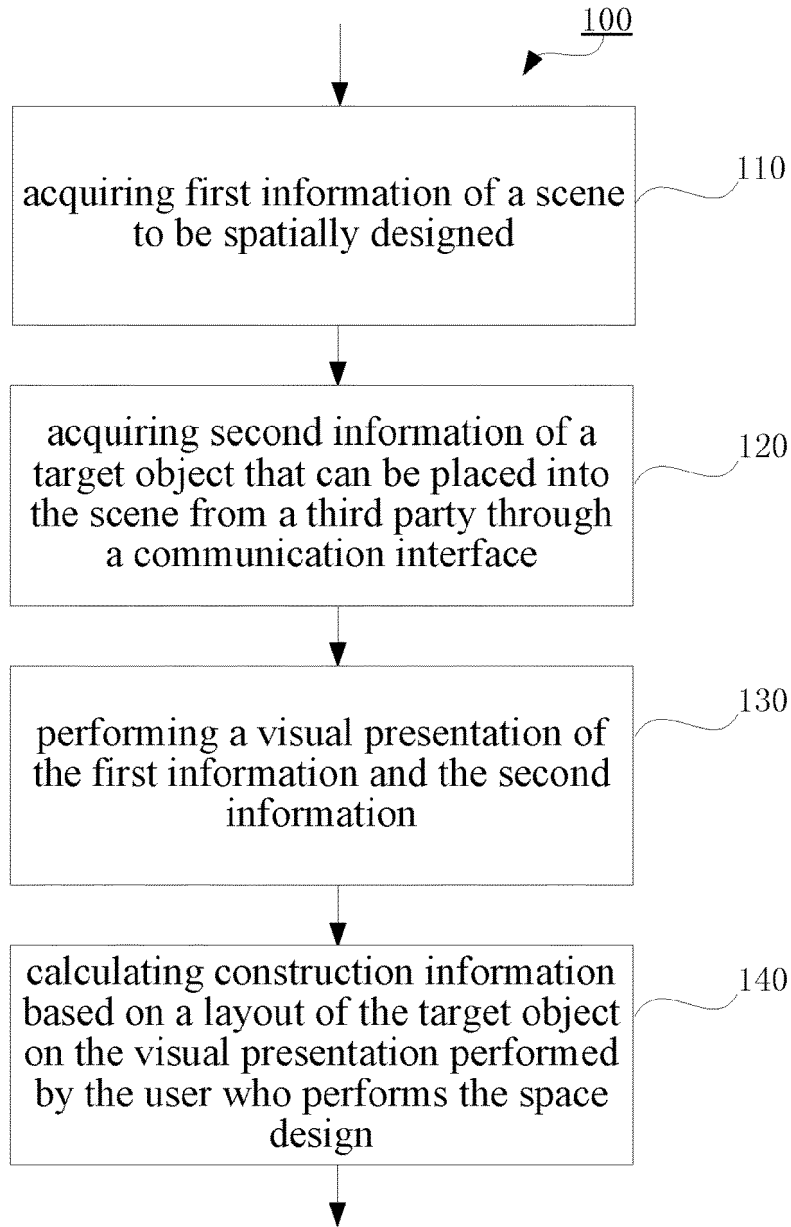 100
acquiring first information of a scene
to be spatially designed
110
acquiring second information of a
target object that can be placed into
the scene from a third party through
a communication interface
120
performing a visual presentation of
the first information and the second
information
130
calculating construction information
based on a layout of the target object
on the visual presentation performed
by the user who performs the space
design
140